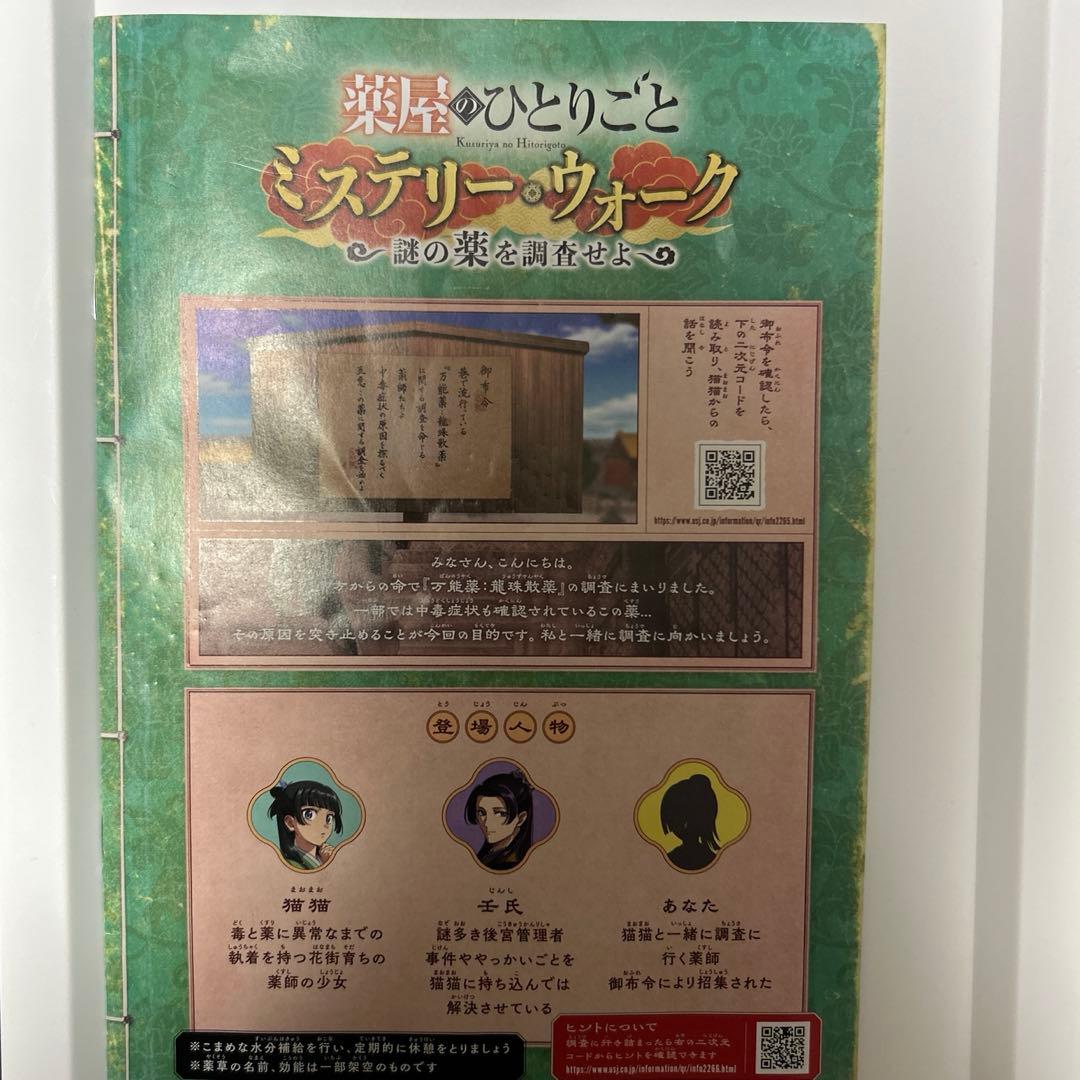 薬屋のひとりごと
Kusuriya no Hitorigoto
ミステリー・ウォーク
～謎の薬を調査せよ～
御布令
巷で流行っている
『万能薬 龍珠散薬』
に関する調査を命じる
薬師たちよ
中毒症状の原因を探るべく
御布令を確認したら、
下の二次元コードを
読み取り、猫猫からの
話を聞こう
https://www.usj.co.jp/information/qr/info2265.html
みなさん、こんにちは。
方からの命で『万能薬:龍珠散薬』の調査にまいりました。
一部では中毒症状も確認されているこの薬…
その原因を突き止めることが今回の目的です。私と一緒に調査に向かいましょう。
登場人物
まおまお
猫猫
毒と薬に異常なまでの
執着を持つ花街育ちの
薬師の少女
じんし
壬氏
謎多き後宮管理者
事件ややっかいごとを
猫猫に持ち込んでは
解決させている
あなた
猫猫と一緒に調査に
行く薬師
御布令により招集された
※こまめな水分補給を行い、定期的に休憩をとりましょう
※薬草の名前、効能は一部架空のものです
ヒントについて
調査に行き詰まったら右の二次元
コードからヒントを確認できます
https://www.usj.co.jp/information/qr/info2266.html